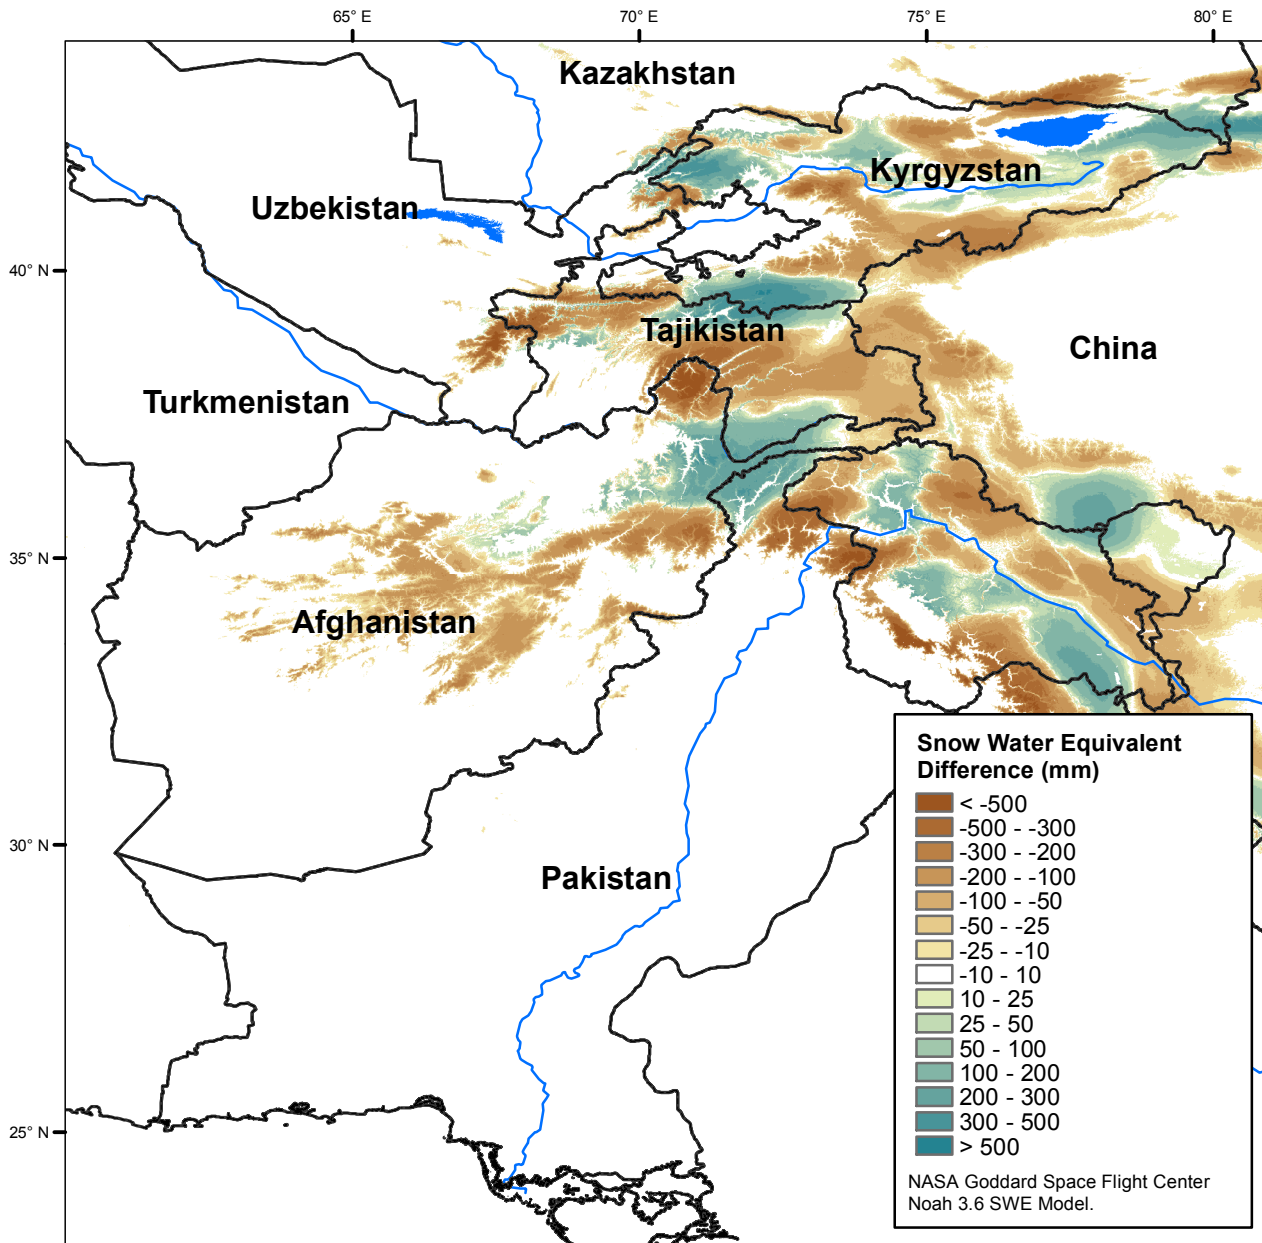 65° E
70° E
75° E
80° E
Kazakhstan
Kyrgyzstan
Uzbekistan
40° N
Tajikistan
China
Turkmenistan
35° N
Afghanistan
30° N
Pakistan
25° N
Snow Water Equivalent
Difference (mm)
< -500
-500 - -300
-300 - -200
-200 - -100
-100 - -50
-50 - -25
-25 - -10
-10 - 10
10 - 25
25 - 50
50 - 100
100 - 200
200 - 300
300 - 500
> 500
NASA Goddard Space Flight Center
Noah 3.6 SWE Model.